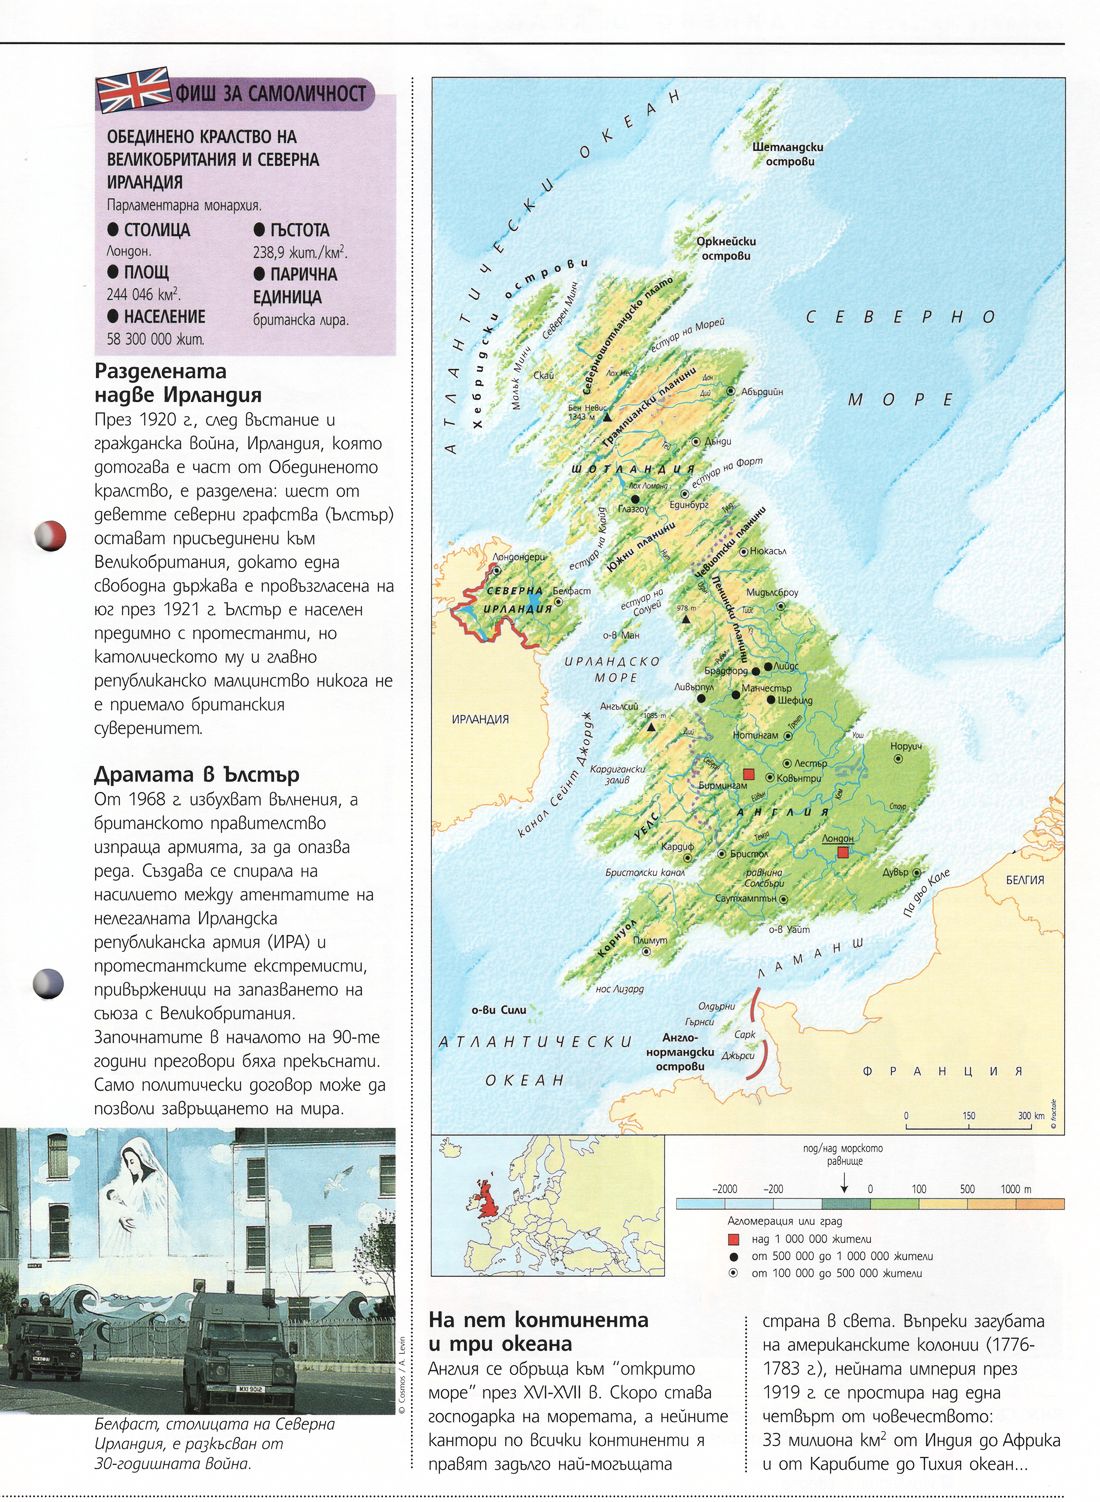 ФИШ ЗА САМОЛИЧНОСТ
ОБЕДИНЕНО КРАЛСТВО НА
ВЕЛИКОБРИТАНИЯ И СЕВЕРНА
ИРЛАНДИЯ
Парламентарна монархия.
● СТОЛИЦА
Лондон.
● ПЛОЩ
244 046 км².
● НАСЕЛЕНИЕ
58 300 000 жит.
● ГЪСТОТА
238,9 жит./км².
● ПАРИЧНА
ЕДИНИЦА
британска лира.
Разделената
надве Ирландия
През 1920 г., след въстание и
гражданска война, Ирландия, която
дотогава е част от Обединеното
кралство, е разделена: шест от
деветте северни графства (Ълстър)
остават присъединени към
Великобритания, докато една
свободна държава е провъзгласена на
юг през 1921 г. Ълстър е населен
предимно с протестанти, но
католическото му и главно
републиканско малцинство никога не
е приемало британския
суверенитет.
Драмата в Ълстър
От 1968 г. избухват вълнения, а
британското правителство
изпраща армията, за да опазва
реда. Създава се спирала на
насилието между атентатите на
нелегалната Ирландска
републиканска армия (ИРА) и
протестантските екстремисти,
привърженици на запазването на
съюза с Великобритания.
Започнатите в началото на 90-те
години преговори бяха прекъснати.
Само политически договор може да
позволи завръщането на мира.
MXI 9012
© Cosmos / A. Levin
Белфаст, столицата на Северна
Ирландия, е разкъсван от
30-годишната война.
АТЛАНТИЧЕСКИ ОКЕАН
Шетландски
острови
Оркнейски
острови
Хебридски острови
Северен Минч
Малък Минч
Скай
Северношотландско плато
естуар на Морей
СЕВЕРНО
МОРЕ
Лох Нес
Бен Невис
1343 м
Грампиански планини
Дон
Дий
Абърдийн
Тей
Дънди
ШОТЛАНДИЯ
естуар на Форт
Лох Ломонд
Глазгоу
Единбург
естуар на Клайд
Южни планини
Туид
Чевиотски планини
Нит
Нюкасъл
Лондондери
СЕВЕРНА
ИРЛАНДИЯ
Белфаст
естуар на
Солуей
978 m
Пенински планини
Тийс
Мидълсброу
о-в Ман
ИРЛАНДСКО
МОРЕ
Брадфорд
Лийдс
Ливърпул
Манчестър
Шефилд
Ангълсий
1085 m
Дий
ИРЛАНДИЯ
Нотингам
Трент
Уош
Норуич
Кардигански
залив
Северн
Лестър
Ковънтри
Бирмингам
Кем
Стаур
канал Сейнт Джордж
УЕЛС
АНГЛИЯ
Темза
Лондон
Кардиф
Бристол
Бристолски канал
равнина
Солсбъри
Саутхамптън
Дувър
Па дьо Кале
БЕЛГИЯ
о-в Уайт
Корнуол
Плимут
нос Лизард
ЛАМАНШ
о-ви Сили
Олдърни
Гърнси
Сарк
Джърси
Англо-
нормандски
острови
АТЛАНТИЧЕСКИ
ОКЕАН
ФРАНЦИЯ
0 150 300 km
© fractale
под/над морското
равнище
-2000 -200 0 100 500 1000 m
Агломерация или град
над 1 000 000 жители
от 500 000 до 1 000 000 жители
от 100 000 до 500 000 жители
На пет континента
и три океана
Англия се обръща към “открито
море” през XVI-XVII в. Скоро става
господарка на моретата, а нейните
кантори по всички континенти я
правят задълго най-могъщата
страна в света. Въпреки загубата
на американските колонии (1776-
1783 г.), нейната империя през
1919 г. се простира над една
четвърт от човечеството:
33 милиона км² от Индия до Африка
и от Карибите до Тихия океан...